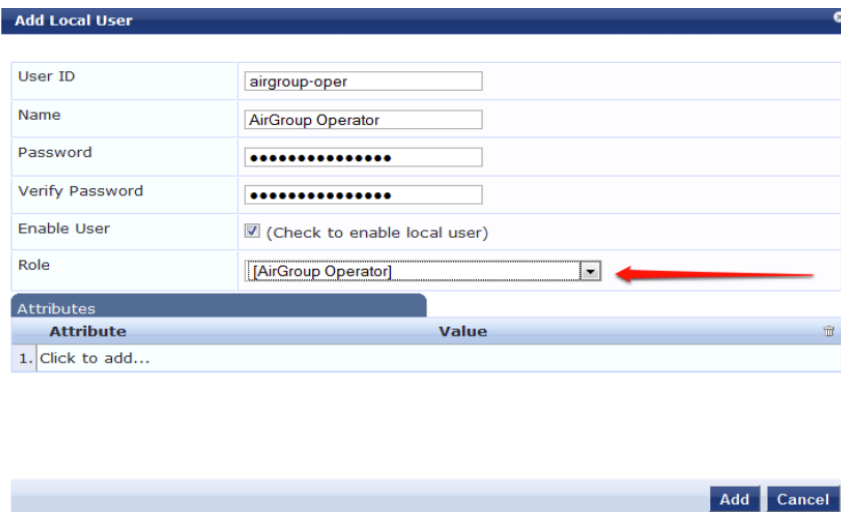 Add Local User
User ID
airgroup-oper
Name
AirGroup Operator
Password
•••••••••••••••
Verify Password
•••••••••••••••
Enable User
(Check to enable local user)
Role
[AirGroup Operator]
Attributes
Attribute Value
1. Click to add...
Add Cancel